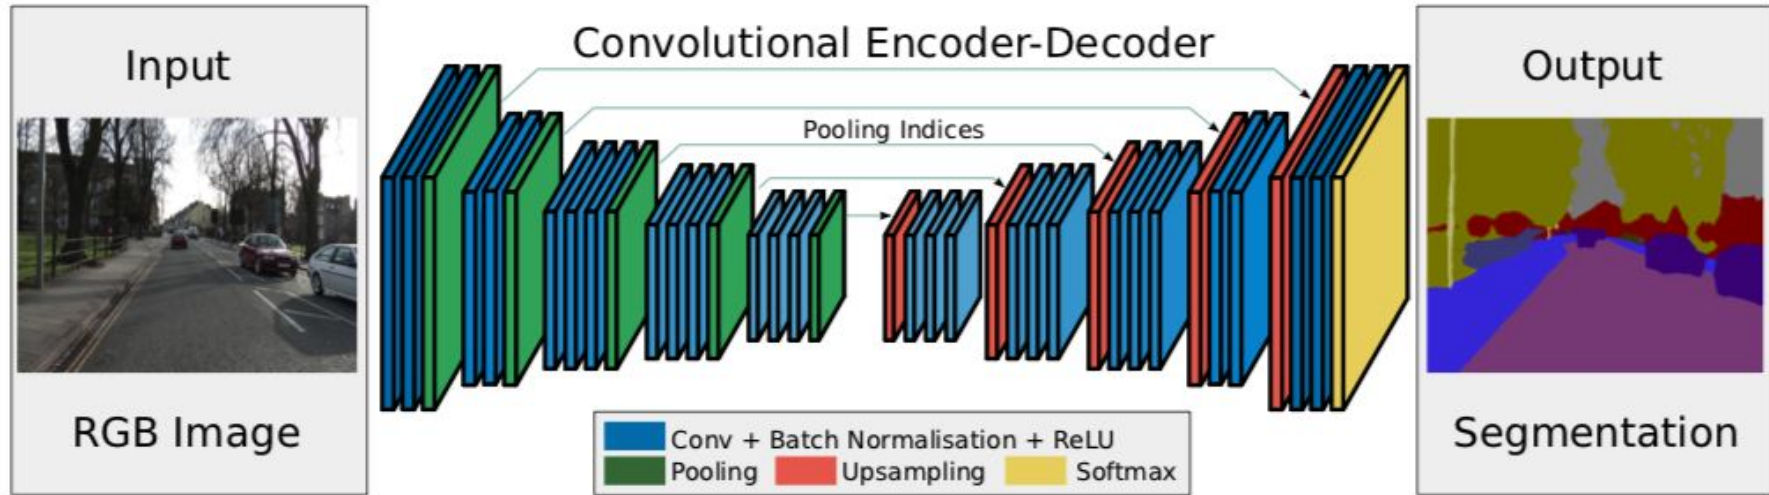 Input
RGB Image
Convolutional Encoder-Decoder
Pooling Indices
Conv + Batch Normalisation + ReLU
Pooling Upsampling Softmax
Output
Segmentation